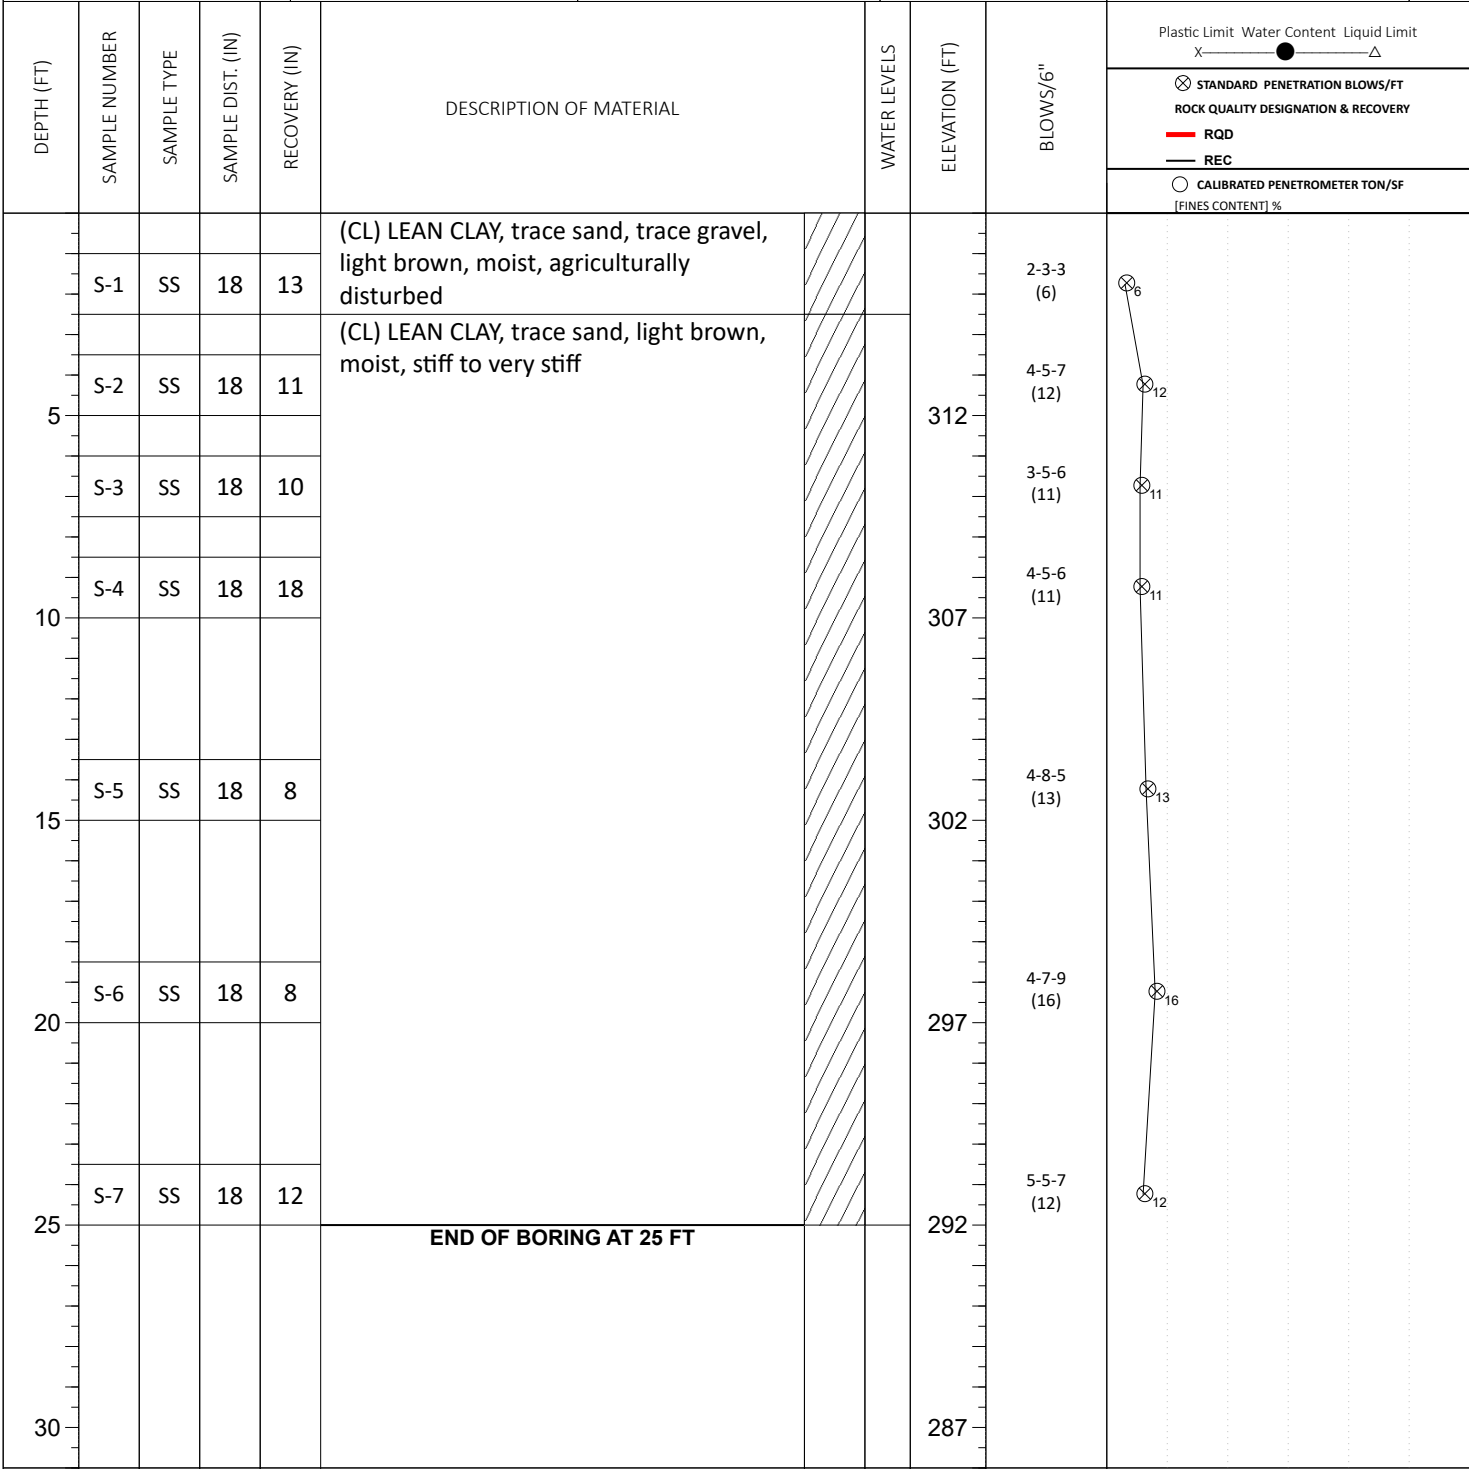 DEPTH (FT)
SAMPLE NUMBER
SAMPLE TYPE
SAMPLE DIST. (IN)
RECOVERY (IN)
DESCRIPTION OF MATERIAL
WATER LEVELS
ELEVATION (FT)
BLOWS/6"
Plastic Limit Water Content Liquid Limit
X
STANDARD PENETRATION BLOWS/FT
ROCK QUALITY DESIGNATION & RECOVERY
RQD
REC
CALIBRATED PENETROMETER TON/SF
[FINES CONTENT] %
(CL) LEAN CLAY, trace sand, trace gravel,
light brown, moist, agriculturally
disturbed
S-1 SS 18 13
2-3-3
(6)
6
(CL) LEAN CLAY, trace sand, light brown,
moist, stiff to very stiff
S-2 SS 18 11
4-5-7
(12)
12
5 312
S-3 SS 18 10
3-5-6
(11)
11
S-4 SS 18 18
4-5-6
(11)
11
10 307
S-5 SS 18 8
4-8-5
(13)
13
15 302
S-6 SS 18 8
4-7-9
(16)
16
20 297
S-7 SS 18 12
5-5-7
(12)
12
25 292
END OF BORING AT 25 FT
30 287